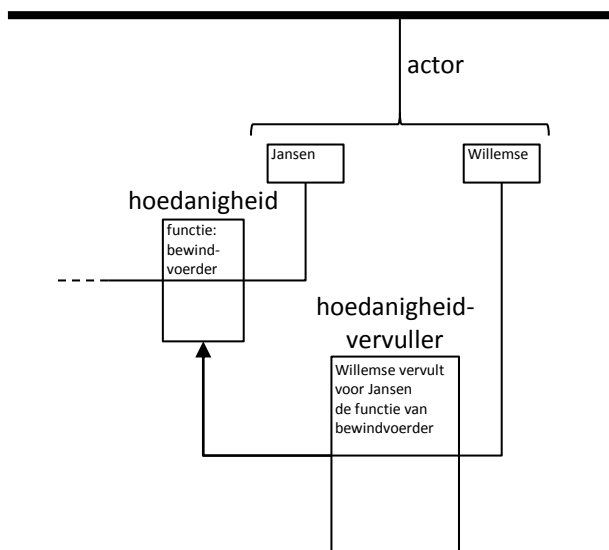 actor
Jansen
Willemse
hoedanigheid
functie:
bewind-
voerder
hoedanigheid-
vervuller
Willemse vervult
voor Jansen
de functie van
bewindvoerder